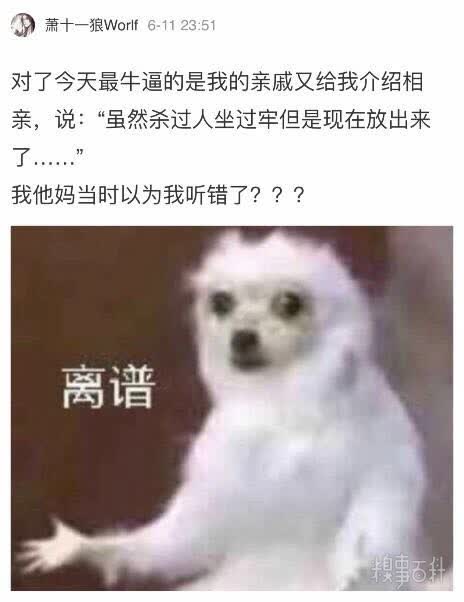 萧十一狼Worlf 6-11 23:51
对了今天最牛逼的是我的亲戚又给我介绍相
亲，说：“虽然杀过人坐过牢但是现在放出来
了……”
我他妈当时以为我听错了？？？
离谱
糗事百科